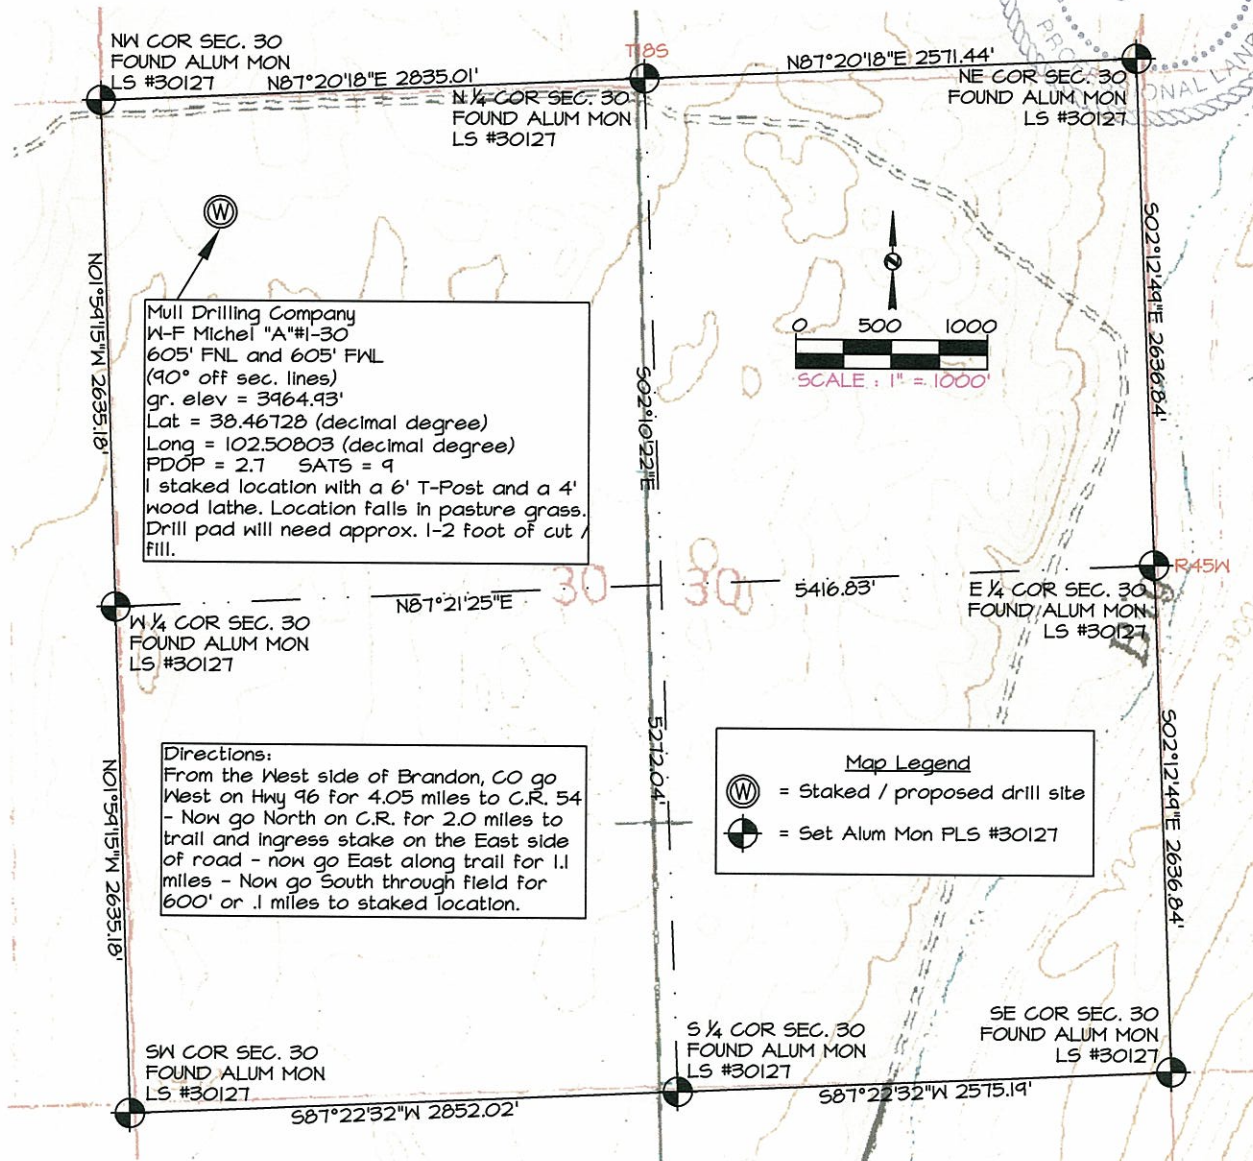 NW COR SEC. 30
FOUND ALUM MON
LS #30127
N87°20'18"E 2835.01'
T18S
N ¼ COR SEC. 30
FOUND ALUM MON
LS #30127
N87°20'18"E 2571.44'
NE COR SEC. 30
FOUND ALUM MON
LS #30127
W
N01°59'15"W 2635.18'
Mull Drilling Company
W-F Michel "A"#1-30
605' FNL and 605' FWL
(90° off sec. lines)
gr. elev = 3964.93'
Lat = 38.46728 (decimal degree)
Long = 102.50803 (decimal degree)
PDOP = 2.7 SATS = 9
I staked location with a 6' T-Post and a 4'
wood lathe. Location falls in pasture grass.
Drill pad will need approx. 1-2 foot of cut /
fill.
S02°10'22"E
0 500 1000
SCALE : 1" = 1000'
S02°12'49"E 2636.84'
30 30
N87°21'25"E
5416.83'
R45W
W ¼ COR SEC. 30
FOUND ALUM MON
LS #30127
E ¼ COR SEC. 30
FOUND ALUM MON
LS #30127
Big
N01°59'15"W 2635.18'
Directions:
From the West side of Brandon, CO go
West on Hwy 96 for 4.05 miles to C.R. 54
- Now go North on C.R. for 2.0 miles to
trail and ingress stake on the East side
of road - now go East along trail for 1.1
miles - Now go South through field for
600' or .1 miles to staked location.
5272.04'
Map Legend
W = Staked / proposed drill site
= Set Alum Mon PLS #30127
S02°12'49"E 2636.84'
SW COR SEC. 30
FOUND ALUM MON
LS #30127
S87°22'32"W 2852.02'
S ¼ COR SEC. 30
FOUND ALUM MON
LS #30127
S87°22'32"W 2575.19'
SE COR SEC. 30
FOUND ALUM MON
LS #30127